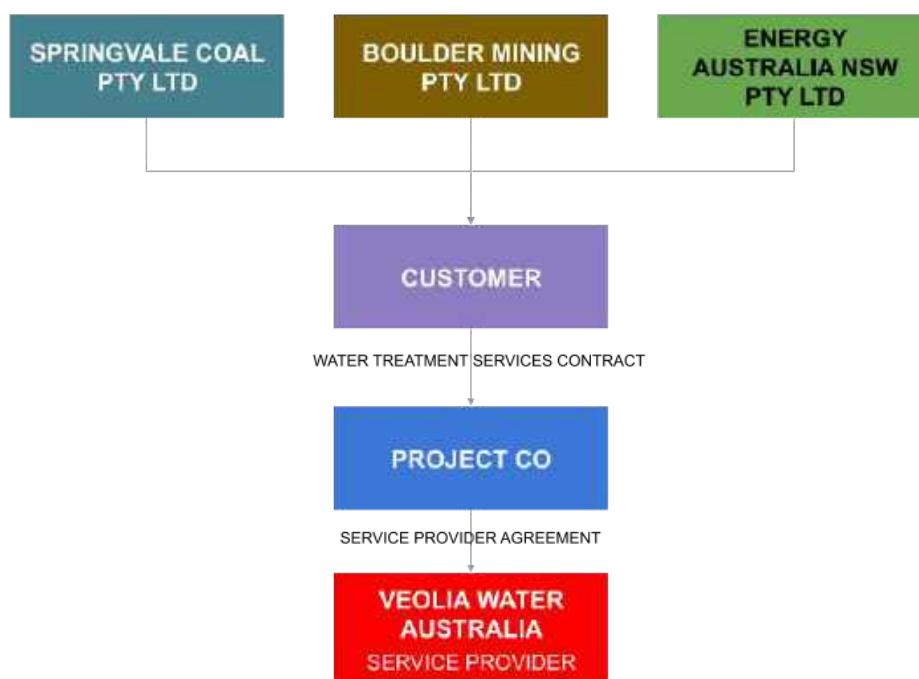 SPRINGVALE COAL
PTY LTD
BOULDER MINING
PTY LTD
ENERGY
AUSTRALIA NSW
PTY LTD
CUSTOMER
WATER TREATMENT SERVICES CONTRACT
PROJECT CO
SERVICE PROVIDER AGREEMENT
VEOLIA WATER
AUSTRALIA
SERVICE PROVIDER